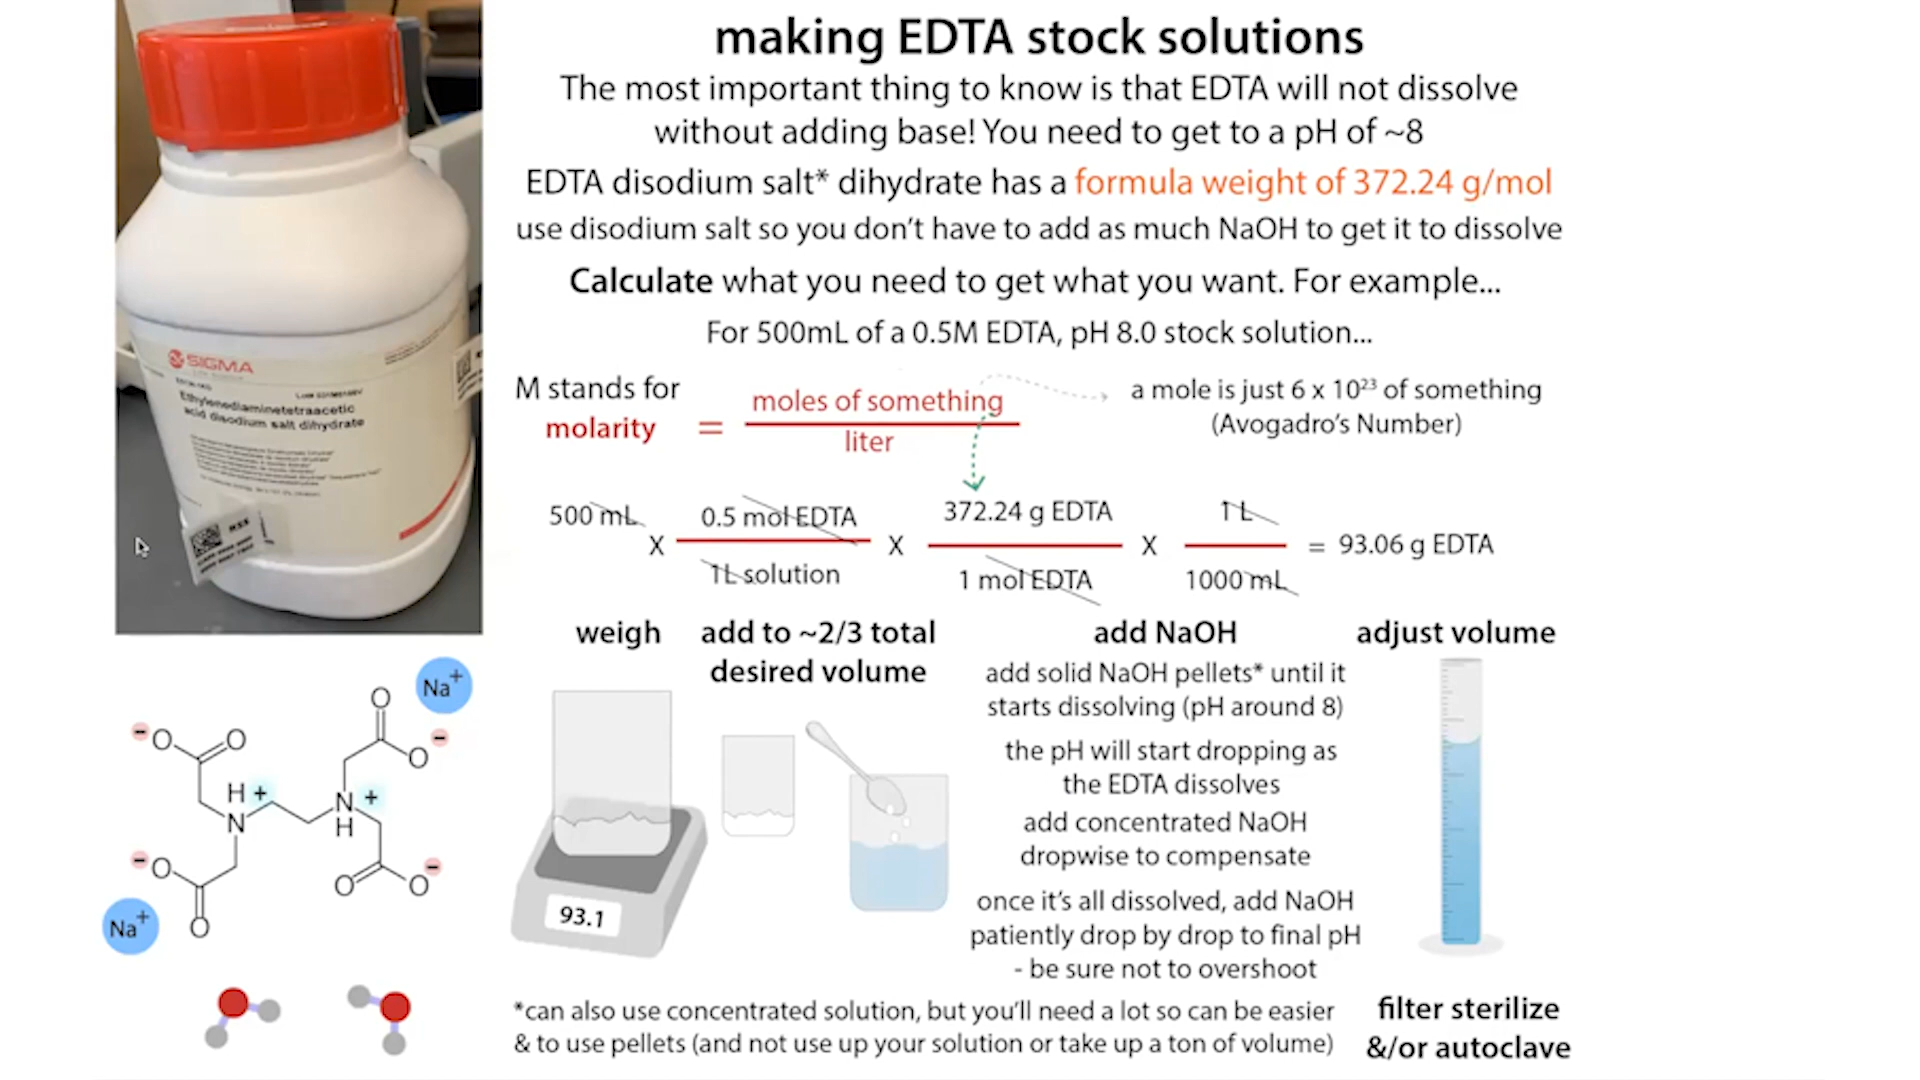 making EDTA stock solutions
The most important thing to know is that EDTA will not dissolve
without adding base! You need to get to a pH of ~8
EDTA disodium salt* dihydrate has a formula weight of 372.24 g/mol
use disodium salt so you don't have to add as much NaOH to get it to dissolve
Calculate what you need to get what you want. For example...
For 500mL of a 0.5M EDTA, pH 8.0 stock solution...
M stands for
molarity
=
moles of something
liter
a mole is just 6 x 10²³ of something
(Avogadro's Number)
500 mL
X
0.5 mol EDTA
1L solution
X
372.24 g EDTA
1 mol EDTA
X
1 L
1000 mL
= 93.06 g EDTA
SIGMA
Ethylenediaminetetraacetic
acid disodium salt dihydrate
weigh
93.1
add to ~2/3 total
desired volume
add NaOH
add solid NaOH pellets* until it
starts dissolving (pH around 8)
the pH will start dropping as
the EDTA dissolves
add concentrated NaOH
dropwise to compensate
once it's all dissolved, add NaOH
patiently drop by drop to final pH
- be sure not to overshoot
adjust volume
filter sterilize
&/or autoclave
*can also use concentrated solution, but you'll need a lot so can be easier
& to use pellets (and not use up your solution or take up a ton of volume)
Na⁺
O
− O
O
O −
H +
N
N +
H
− O
O
O
O −
Na⁺